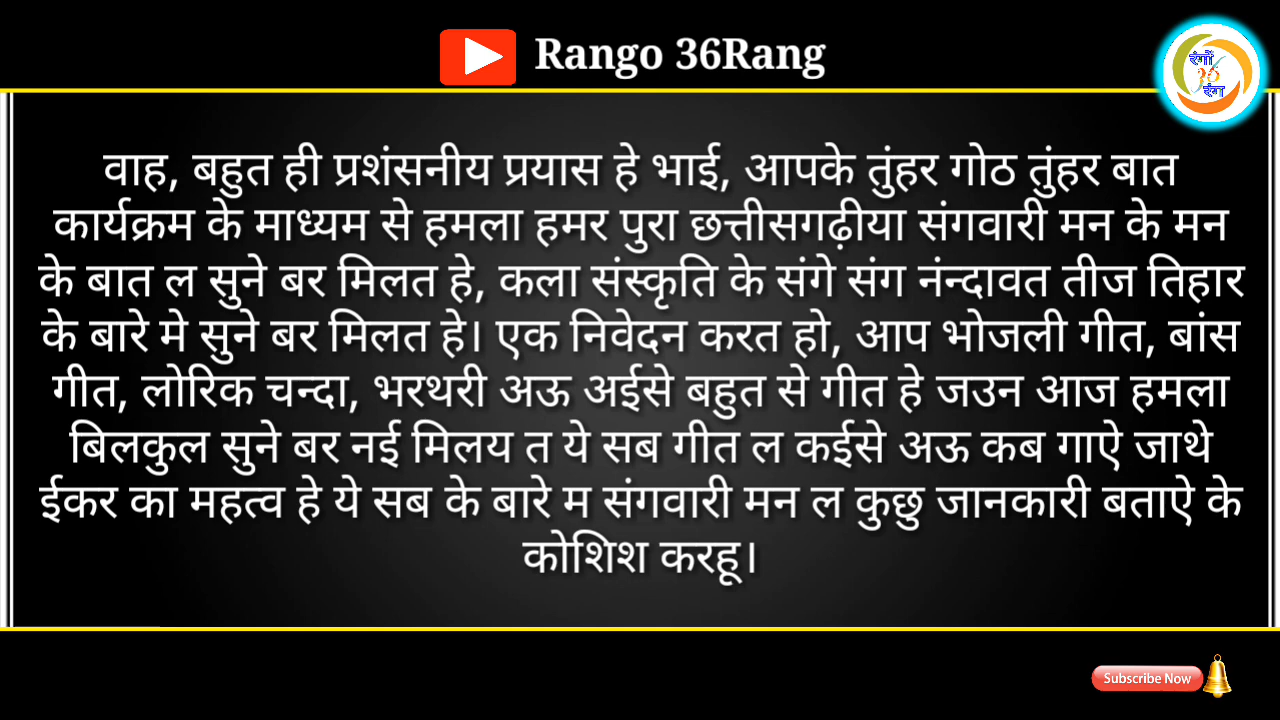 Rango 36Rang
रंगों
36
रंग
वाह, बहुत ही प्रशंसनीय प्रयास हे भाई, आपके तुंहर गोठ तुंहर बात
कार्यक्रम के माध्यम से हमला हमर पुरा छत्तीसगढ़ीया संगवारी मन के मन
के बात ल सुने बर मिलत हे, कला संस्कृति के संगे संग नंन्दावत तीज तिहार
के बारे मे सुने बर मिलत हे। एक निवेदन करत हो, आप भोजली गीत, बांस
गीत, लोरिक चन्दा, भरथरी अऊ अईसे बहुत से गीत हे जउन आज हमला
बिलकुल सुने बर नई मिलय त ये सब गीत ल कईसे अऊ कब गाऐ जाथे
ईकर का महत्व हे ये सब के बारे म संगवारी मन ल कुछु जानकारी बताऐ के
कोशिश करहू।
Subscribe Now